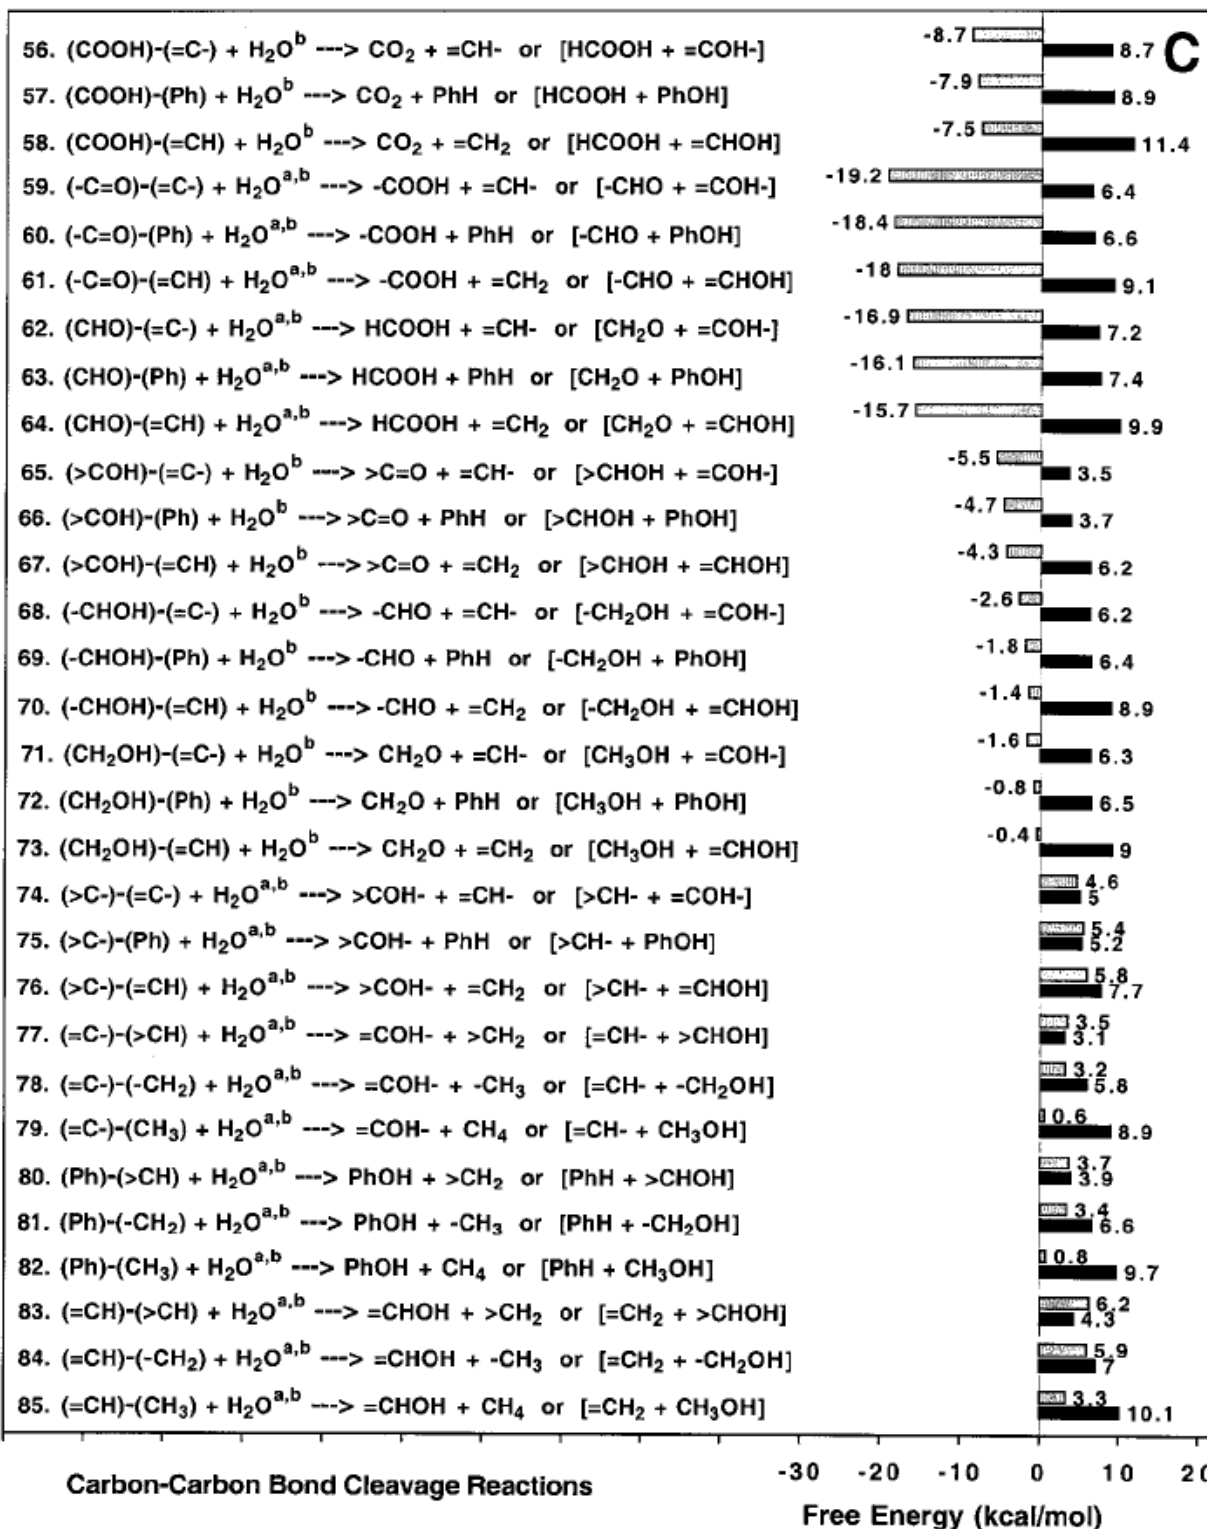 C
56. (COOH)-(=C-) + H₂Oᵇ ---> CO₂ + =CH- or [HCOOH + =COH-] -8.7 8.7
57. (COOH)-(Ph) + H₂Oᵇ ---> CO₂ + PhH or [HCOOH + PhOH] -7.9 8.9
58. (COOH)-(=CH) + H₂Oᵇ ---> CO₂ + =CH₂ or [HCOOH + =CHOH] -7.5 11.4
59. (-C=O)-(=C-) + H₂Oᵃ,ᵇ ---> -COOH + =CH- or [-CHO + =COH-] -19.2 6.4
60. (-C=O)-(Ph) + H₂Oᵃ,ᵇ ---> -COOH + PhH or [-CHO + PhOH] -18.4 6.6
61. (-C=O)-(=CH) + H₂Oᵃ,ᵇ ---> -COOH + =CH₂ or [-CHO + =CHOH] -18 9.1
62. (CHO)-(=C-) + H₂Oᵃ,ᵇ ---> HCOOH + =CH- or [CH₂O + =COH-] -16.9 7.2
63. (CHO)-(Ph) + H₂Oᵃ,ᵇ ---> HCOOH + PhH or [CH₂O + PhOH] -16.1 7.4
64. (CHO)-(=CH) + H₂Oᵃ,ᵇ ---> HCOOH + =CH₂ or [CH₂O + =CHOH] -15.7 9.9
65. (>COH)-(=C-) + H₂Oᵇ ---> >C=O + =CH- or [>CHOH + =COH-] -5.5 3.5
66. (>COH)-(Ph) + H₂Oᵇ ---> >C=O + PhH or [>CHOH + PhOH] -4.7 3.7
67. (>COH)-(=CH) + H₂Oᵇ ---> >C=O + =CH₂ or [>CHOH + =CHOH] -4.3 6.2
68. (-CHOH)-(=C-) + H₂Oᵇ ---> -CHO + =CH- or [-CH₂OH + =COH-] -2.6 6.2
69. (-CHOH)-(Ph) + H₂Oᵇ ---> -CHO + PhH or [-CH₂OH + PhOH] -1.8 6.4
70. (-CHOH)-(=CH) + H₂Oᵇ ---> -CHO + =CH₂ or [-CH₂OH + =CHOH] -1.4 8.9
71. (CH₂OH)-(=C-) + H₂Oᵇ ---> CH₂O + =CH- or [CH₃OH + =COH-] -1.6 6.3
72. (CH₂OH)-(Ph) + H₂Oᵇ ---> CH₂O + PhH or [CH₃OH + PhOH] -0.8 6.5
73. (CH₂OH)-(=CH) + H₂Oᵇ ---> CH₂O + =CH₂ or [CH₃OH + =CHOH] -0.4 9
74. (>C-)-(=C-) + H₂Oᵃ,ᵇ ---> >COH- + =CH- or [>CH- + =COH-] 4.6 5
75. (>C-)-(Ph) + H₂Oᵃ,ᵇ ---> >COH- + PhH or [>CH- + PhOH] 5.4 5.2
76. (>C-)-(=CH) + H₂Oᵃ,ᵇ ---> >COH- + =CH₂ or [>CH- + =CHOH] 5.8 7.7
77. (=C-)-(>CH) + H₂Oᵃ,ᵇ ---> =COH- + >CH₂ or [=CH- + >CHOH] 3.5 3.1
78. (=C-)-(-CH₂) + H₂Oᵃ,ᵇ ---> =COH- + -CH₃ or [=CH- + -CH₂OH] 3.2 5.8
79. (=C-)-(CH₃) + H₂Oᵃ,ᵇ ---> =COH- + CH₄ or [=CH- + CH₃OH] 0.6 8.9
80. (Ph)-(>CH) + H₂Oᵃ,ᵇ ---> PhOH + >CH₂ or [PhH + >CHOH] 3.7 3.9
81. (Ph)-(-CH₂) + H₂Oᵃ,ᵇ ---> PhOH + -CH₃ or [PhH + -CH₂OH] 3.4 6.6
82. (Ph)-(CH₃) + H₂Oᵃ,ᵇ ---> PhOH + CH₄ or [PhH + CH₃OH] 0.8 9.7
83. (=CH)-(>CH) + H₂Oᵃ,ᵇ ---> =CHOH + >CH₂ or [=CH₂ + >CHOH] 6.2 4.3
84. (=CH)-(-CH₂) + H₂Oᵃ,ᵇ ---> =CHOH + -CH₃ or [=CH₂ + -CH₂OH] 5.9 7
85. (=CH)-(CH₃) + H₂Oᵃ,ᵇ ---> =CHOH + CH₄ or [=CH₂ + CH₃OH] 3.3 10.1
-30 -20 -10 0 10 20
Carbon-Carbon Bond Cleavage Reactions
Free Energy (kcal/mol)